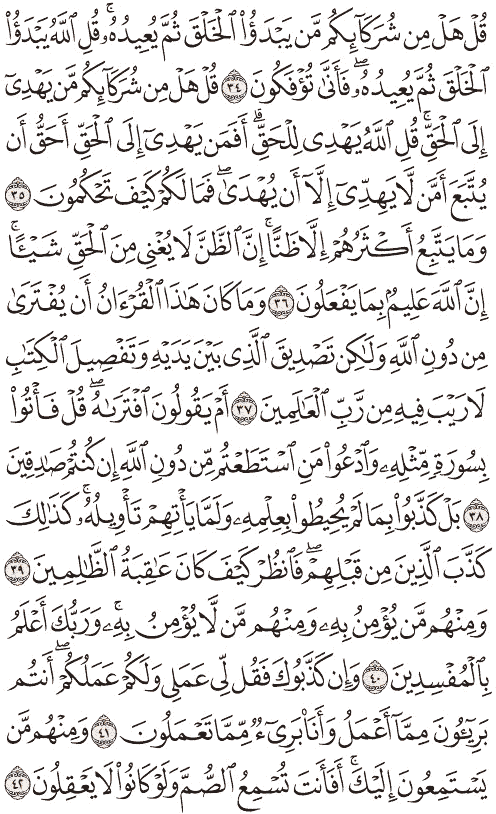 قُلْ هَلْ مِن شُرَكَآئِكُم مَّن يَبْدَؤُا۟ ٱلْخَلْقَ ثُمَّ يُعِيدُهُۥ ۚ قُلِ ٱللَّهُ يَبْدَؤُا۟
ٱلْخَلْقَ ثُمَّ يُعِيدُهُۥ ۖ فَأَنَّىٰ تُؤْفَكُونَ ٣٤ قُلْ هَلْ مِن شُرَكَآئِكُم مَّن يَهْدِىٓ
إِلَى ٱلْحَقِّ ۚ قُلِ ٱللَّهُ يَهْدِى لِلْحَقِّ ۗ أَفَمَن يَهْدِىٓ إِلَى ٱلْحَقِّ أَحَقُّ أَن
يُتَّبَعَ أَمَّن لَّا يَهِدِّىٓ إِلَّآ أَن يُهْدَىٰ ۖ فَمَا لَكُمْ كَيْفَ تَحْكُمُونَ ٣٥
وَمَا يَتَّبِعُ أَكْثَرُهُمْ إِلَّا ظَنًّا ۚ إِنَّ ٱلظَّنَّ لَا يُغْنِى مِنَ ٱلْحَقِّ شَيْـًٔا ۚ
إِنَّ ٱللَّهَ عَلِيمٌۢ بِمَا يَفْعَلُونَ ٣٦ وَمَا كَانَ هَٰذَا ٱلْقُرْءَانُ أَن يُفْتَرَىٰ
مِن دُونِ ٱللَّهِ وَلَٰكِن تَصْدِيقَ ٱلَّذِى بَيْنَ يَدَيْهِ وَتَفْصِيلَ ٱلْكِتَٰبِ
لَا رَيْبَ فِيهِ مِن رَّبِّ ٱلْعَٰلَمِينَ ٣٧ أَمْ يَقُولُونَ ٱفْتَرَىٰهُ ۖ قُلْ فَأْتُوا۟
بِسُورَةٍ مِّثْلِهِۦ وَٱدْعُوا۟ مَنِ ٱسْتَطَعْتُم مِّن دُونِ ٱللَّهِ إِن كُنتُمْ صَٰدِقِينَ
٣٨ بَلْ كَذَّبُوا۟ بِمَا لَمْ يُحِيطُوا۟ بِعِلْمِهِۦ وَلَمَّا يَأْتِهِمْ تَأْوِيلُهُۥ ۚ كَذَٰلِكَ
كَذَّبَ ٱلَّذِينَ مِن قَبْلِهِمْ ۖ فَٱنظُرْ كَيْفَ كَانَ عَٰقِبَةُ ٱلظَّٰلِمِينَ ٣٩
وَمِنْهُم مَّن يُؤْمِنُ بِهِۦ وَمِنْهُم مَّن لَّا يُؤْمِنُ بِهِۦ ۚ وَرَبُّكَ أَعْلَمُ
بِٱلْمُفْسِدِينَ ٤٠ وَإِن كَذَّبُوكَ فَقُل لِّى عَمَلِى وَلَكُمْ عَمَلُكُمْ ۖ أَنتُم
بَرِيٓـُٔونَ مِمَّآ أَعْمَلُ وَأَنَا۠ بَرِىٓءٌ مِّمَّا تَعْمَلُونَ ٤١ وَمِنْهُم مَّن
يَسْتَمِعُونَ إِلَيْكَ ۚ أَفَأَنتَ تُسْمِعُ ٱلصُّمَّ وَلَوْ كَانُوا۟ لَا يَعْقِلُونَ ٤٢